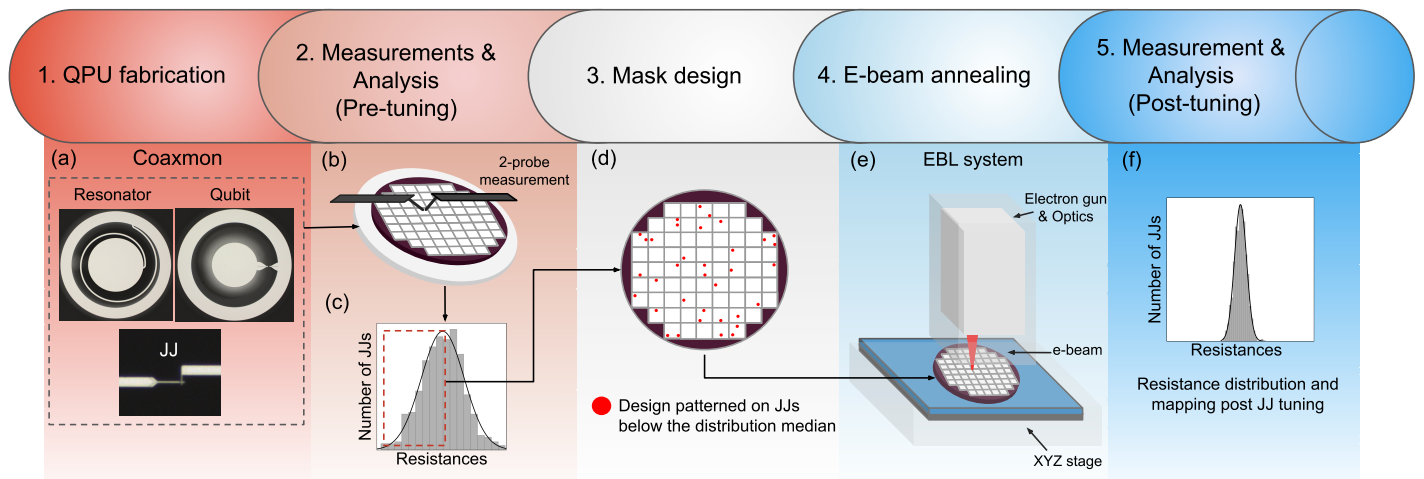 1. QPU fabrication
2. Measurements &
Analysis
(Pre-tuning)
3. Mask design
4. E-beam annealing
5. Measurement &
Analysis
(Post-tuning)
(a)
Coaxmon
Resonator
Qubit
JJ
(b)
2-probe
measurement
(c)
Number of JJs
Resistances
(d)
Design patterned on JJs
below the distribution median
(e)
EBL system
Electron gun
& Optics
e-beam
XYZ stage
(f)
Number of JJs
Resistances
Resistance distribution and
mapping post JJ tuning